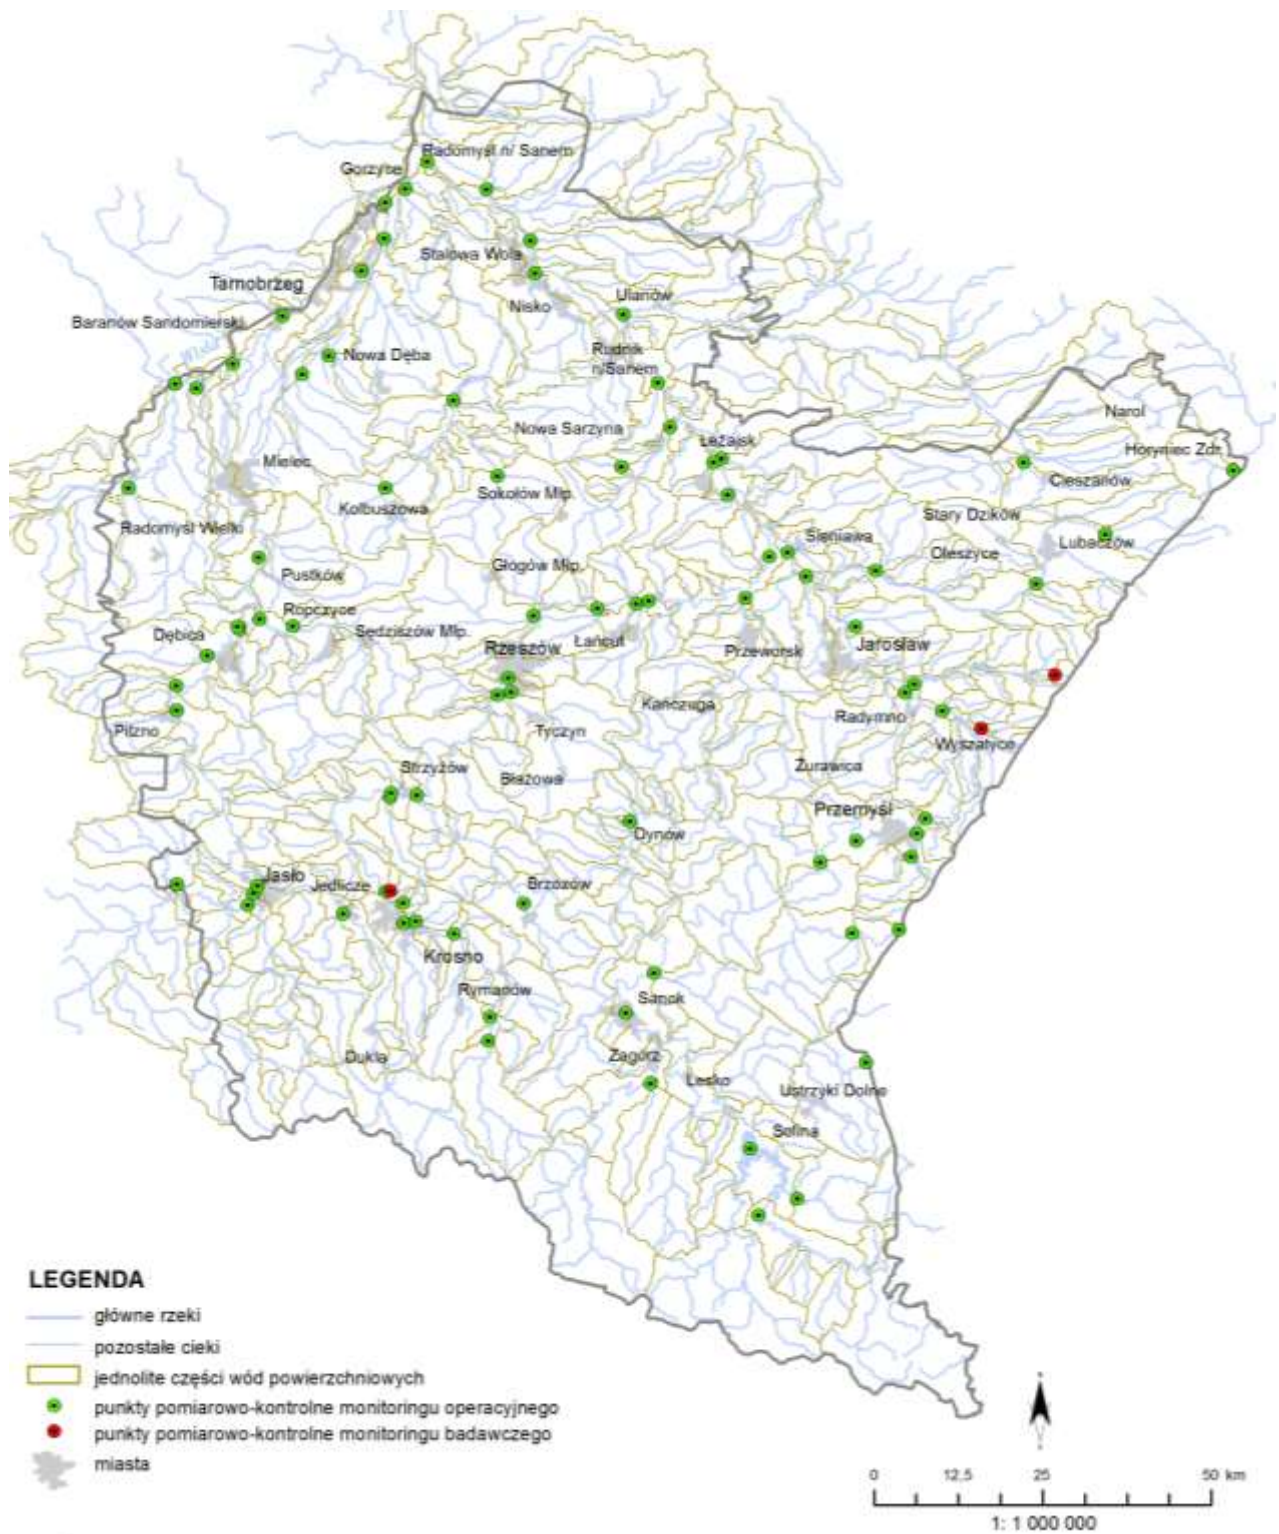 Radomyśl n/ Sanem
Gorzyce
Stalowa Wola
Tarnobrzeg
Nisko
Ulanów
Baranów Sandomierski
Wisła
Nowa Dęba
Rudnik
n/Sanem
Narol
Nowa Sarzyna
Leżajsk
Horyniec Zdr.
Mielec
Cieszanów
Sokołów Młp.
Kolbuszowa
Stary Dzików
Radomyśl Wielki
Sieniawa
Lubaczów
Oleszyce
Głogów Młp.
Pustków
Ropczyce
Sędziszów Młp.
Dębica
Łańcut
Rzeszów
Przeworsk
Jarosław
Kańczuga
Radymno
Pilzno
Tyczyn
Wyszatyce
Żurawica
Strzyżów
Błażowa
Przemyśl
Dynów
Jasło
Jedlicze
Brzozów
Krosno
Rymanów
Sanok
Dukla
Zagórz
Lesko
Ustrzyki Dolne
Solina
LEGENDA
główne rzeki
pozostałe cieki
jednolite części wód powierzchniowych
punkty pomiarowo-kontrolne monitoringu operacyjnego
punkty pomiarowo-kontrolne monitoringu badawczego
miasta
0 12,5 25 50 km
1: 1 000 000